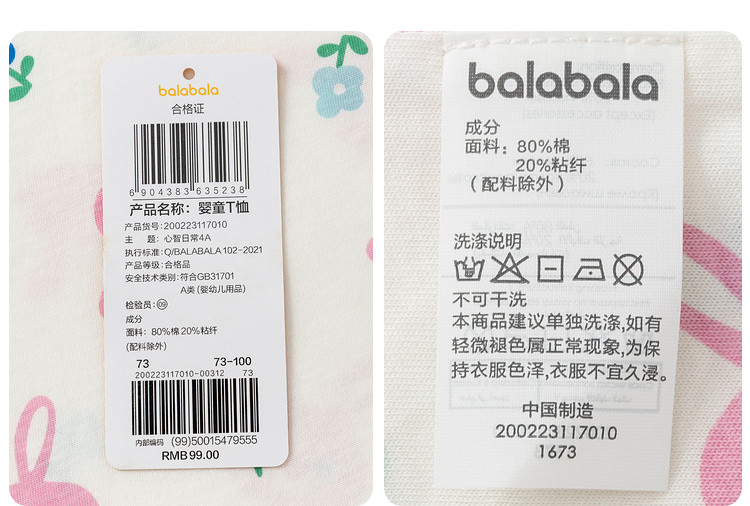 balabala
合格证
6 904383 635238
产品名称：婴童T恤
产品货号:200223117010
主 题：心智日常4A
执行标准:Q/BALABALA 102-2021
产品等级:合格品
安全技术类别:符合GB31701
A类(婴幼儿用品)
检验员:09
成分
面料：80%棉 20%粘纤
(配料除外)
73 73-100
200223117010-00312 73
内部编码 (99)50015479555
RMB 99.00
balabala
成分
面料：80%棉
20%粘纤
(配料除外)
洗涤说明
不可干洗
本商品建议单独洗涤,如有
轻微褪色属正常现象,为保
持衣服色泽,衣服不宜久浸。
中国制造
200223117010
1673